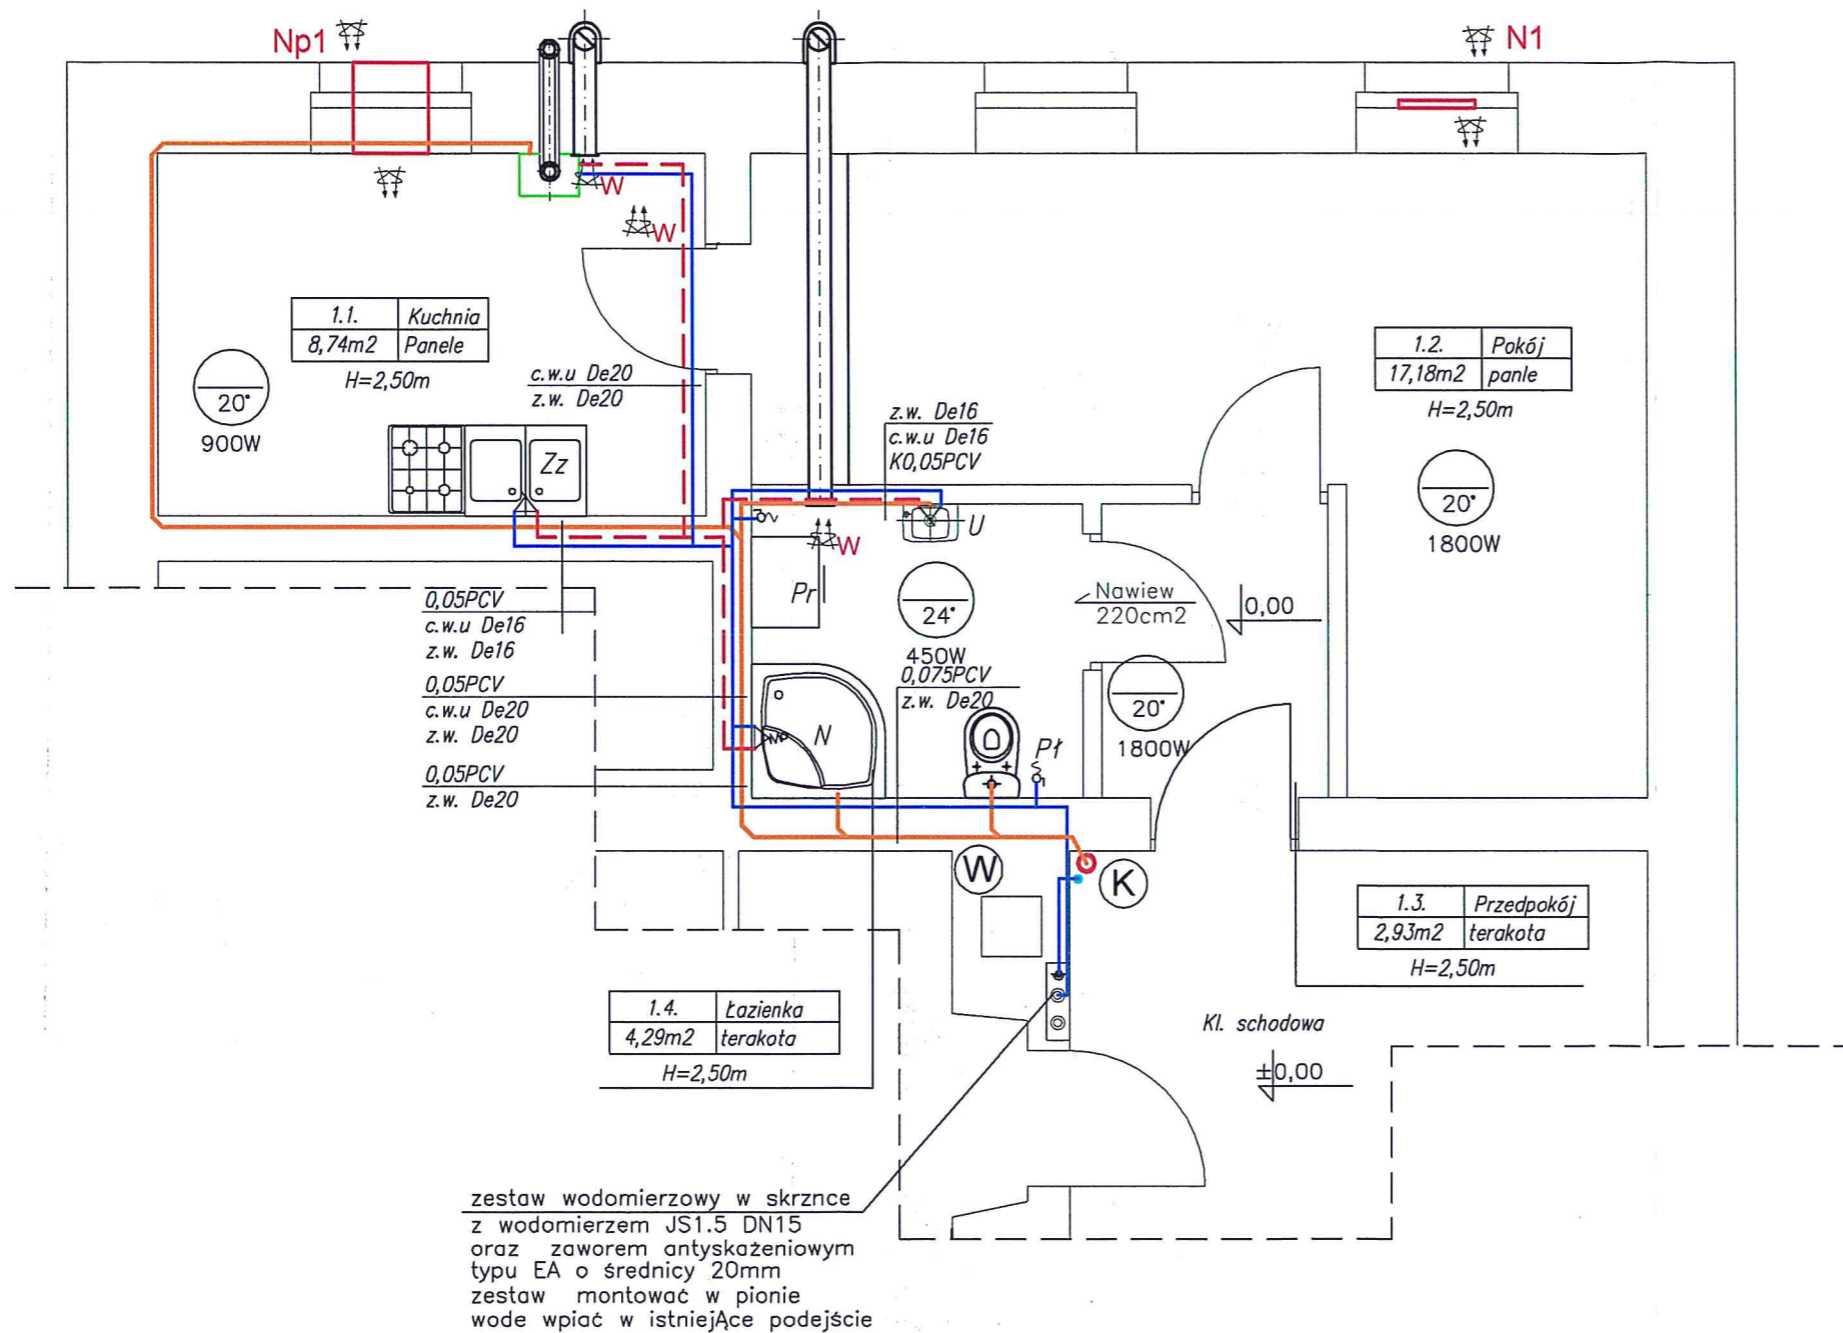 Np1
N1
W
W
1.1. Kuchnia
8,74m2 Panele
H=2,50m
20°
900W
c.w.u De20
z.w. De20
Zz
z.w. De16
c.w.u De16
K0,05PCV
1.2. Pokój
17,18m2 panle
H=2,50m
20°
1800W
U
W
Pr
24°
450W
Nawiew
220cm2
0,00
0,05PCV
c.w.u De16
z.w. De16
0,05PCV
c.w.u De20
z.w. De20
0,05PCV
z.w. De20
0,075PCV
z.w. De20
N
Pł
20°
1800W
W
K
1.3. Przedpokój
2,93m2 terakota
H=2,50m
1.4. Łazienka
4,29m2 terakota
H=2,50m
Kl. schodowa
±0,00
zestaw wodomierzowy w skrznce
z wodomierzem JS1.5 DN15
oraz zaworem antyskażeniowym
typu EA o średnicy 20mm
zestaw montować w pionie
wode wpiać w istniejĄce podejście